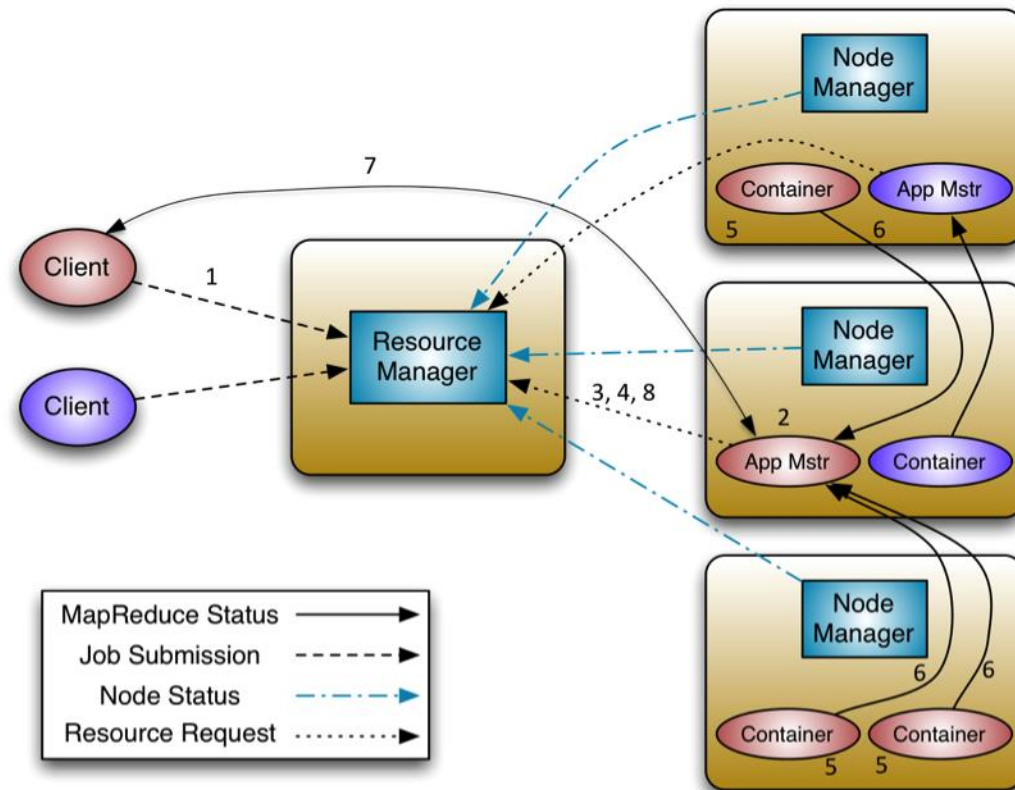 Node
Manager
7
Container
App Mstr
5
6
Client
1
Resource
Manager
Node
Manager
3, 4, 8
2
Client
App Mstr
Container
Node
Manager
MapReduce Status
Job Submission
Node Status
Resource Request
6
6
Container
Container
5
5